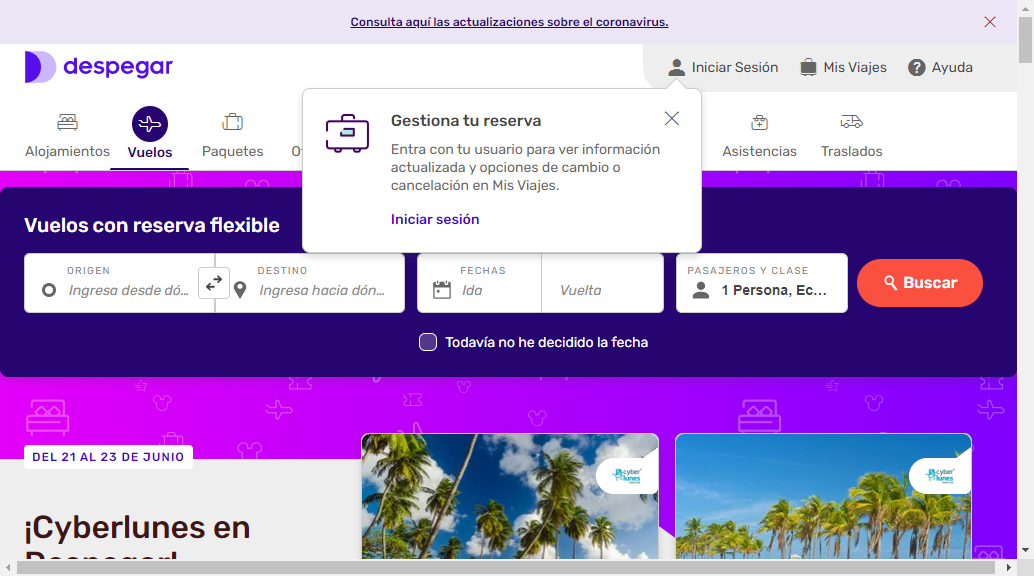 Consulta aquí las actualizaciones sobre el coronavirus.
despegar
Iniciar Sesión
Mis Viajes
Ayuda
Alojamientos
Vuelos
Paquetes
Asistencias
Traslados
Gestiona tu reserva
Entra con tu usuario para ver información
actualizada y opciones de cambio o
cancelación en Mis Viajes.
Iniciar sesión
Vuelos con reserva flexible
ORIGEN
Ingresa desde dó...
DESTINO
Ingresa hacia dón...
FECHAS
Ida
Vuelta
PASAJEROS Y CLASE
1 Persona, Ec...
Buscar
Todavía no he decidido la fecha
DEL 21 AL 23 DE JUNIO
cyber
lunes
cyber
lunes
¡Cyberlunes en
Despegar!